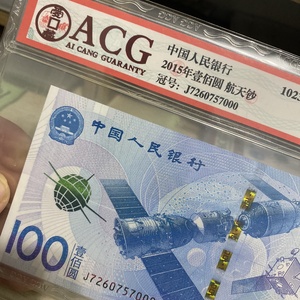 ACG
AI CANG GUARANTY
中国人民银行
2015年壹佰圆 航天钞
冠号: J7260757000
102
中国人民银行
100
壹佰圆
J7260757000